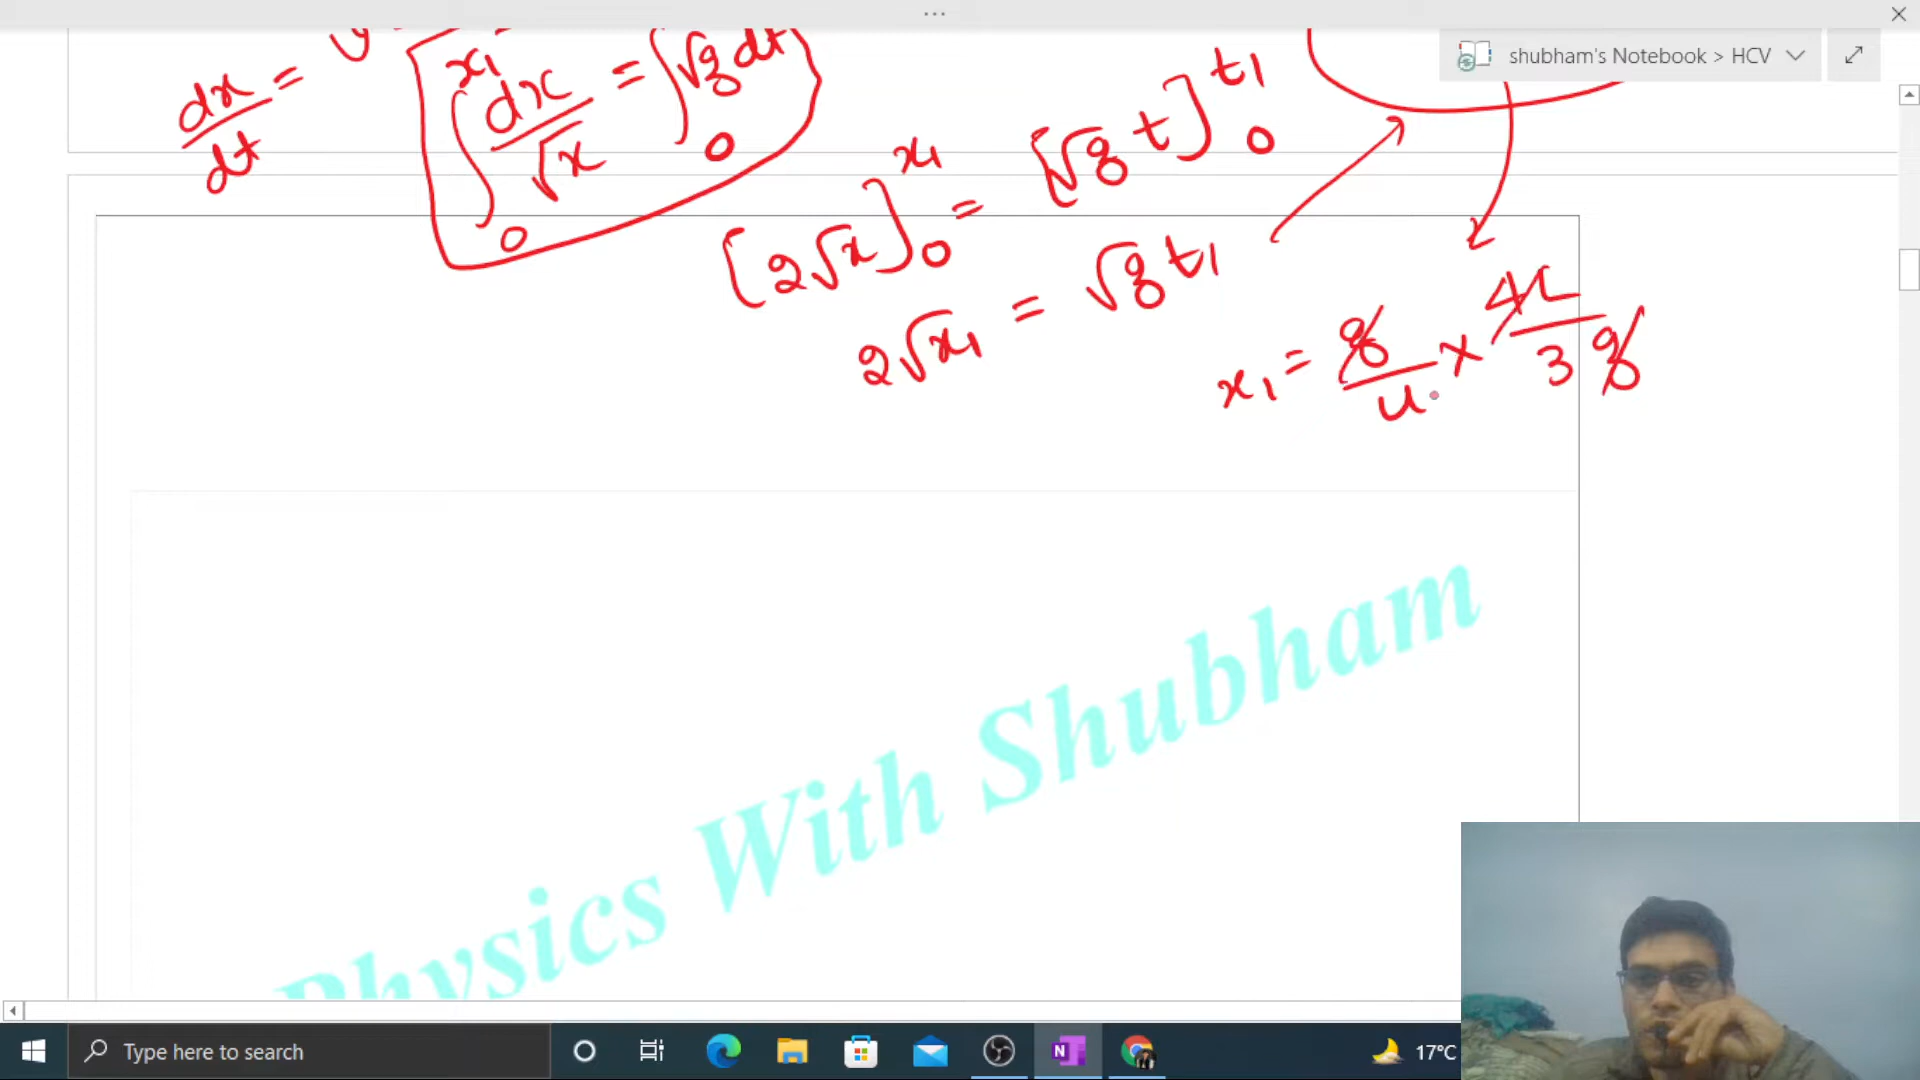 ...
shubham's Notebook > HCV
dx/dt =
∫₀^x₁ dx/√x = ∫₀ √g dt
[2√x]₀^x₁ = [√g t]₀^t₁
2√x₁ = √g t₁
x₁ = g/4 × 4L/3g
Physics With Shubham
Type here to search
17°C